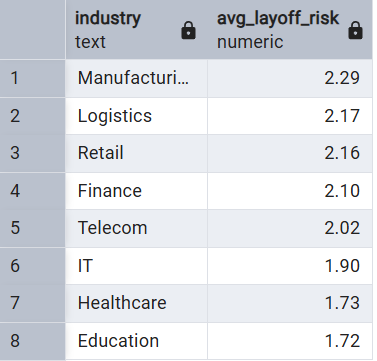 industry avg_layoff_risk
text numeric
1 Manufacturi... 2.29
2 Logistics 2.17
3 Retail 2.16
4 Finance 2.10
5 Telecom 2.02
6 IT 1.90
7 Healthcare 1.73
8 Education 1.72